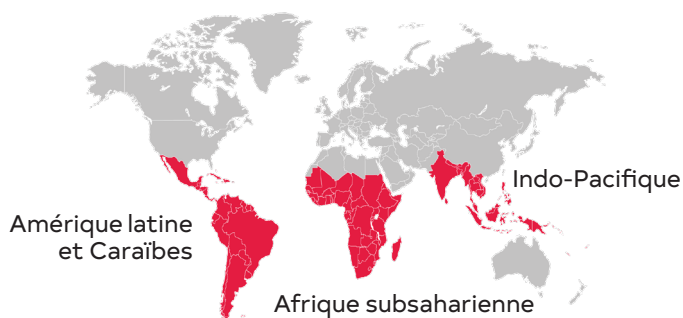 Indo-Pacifique
Amérique latine
et Caraïbes
Afrique subsaharienne